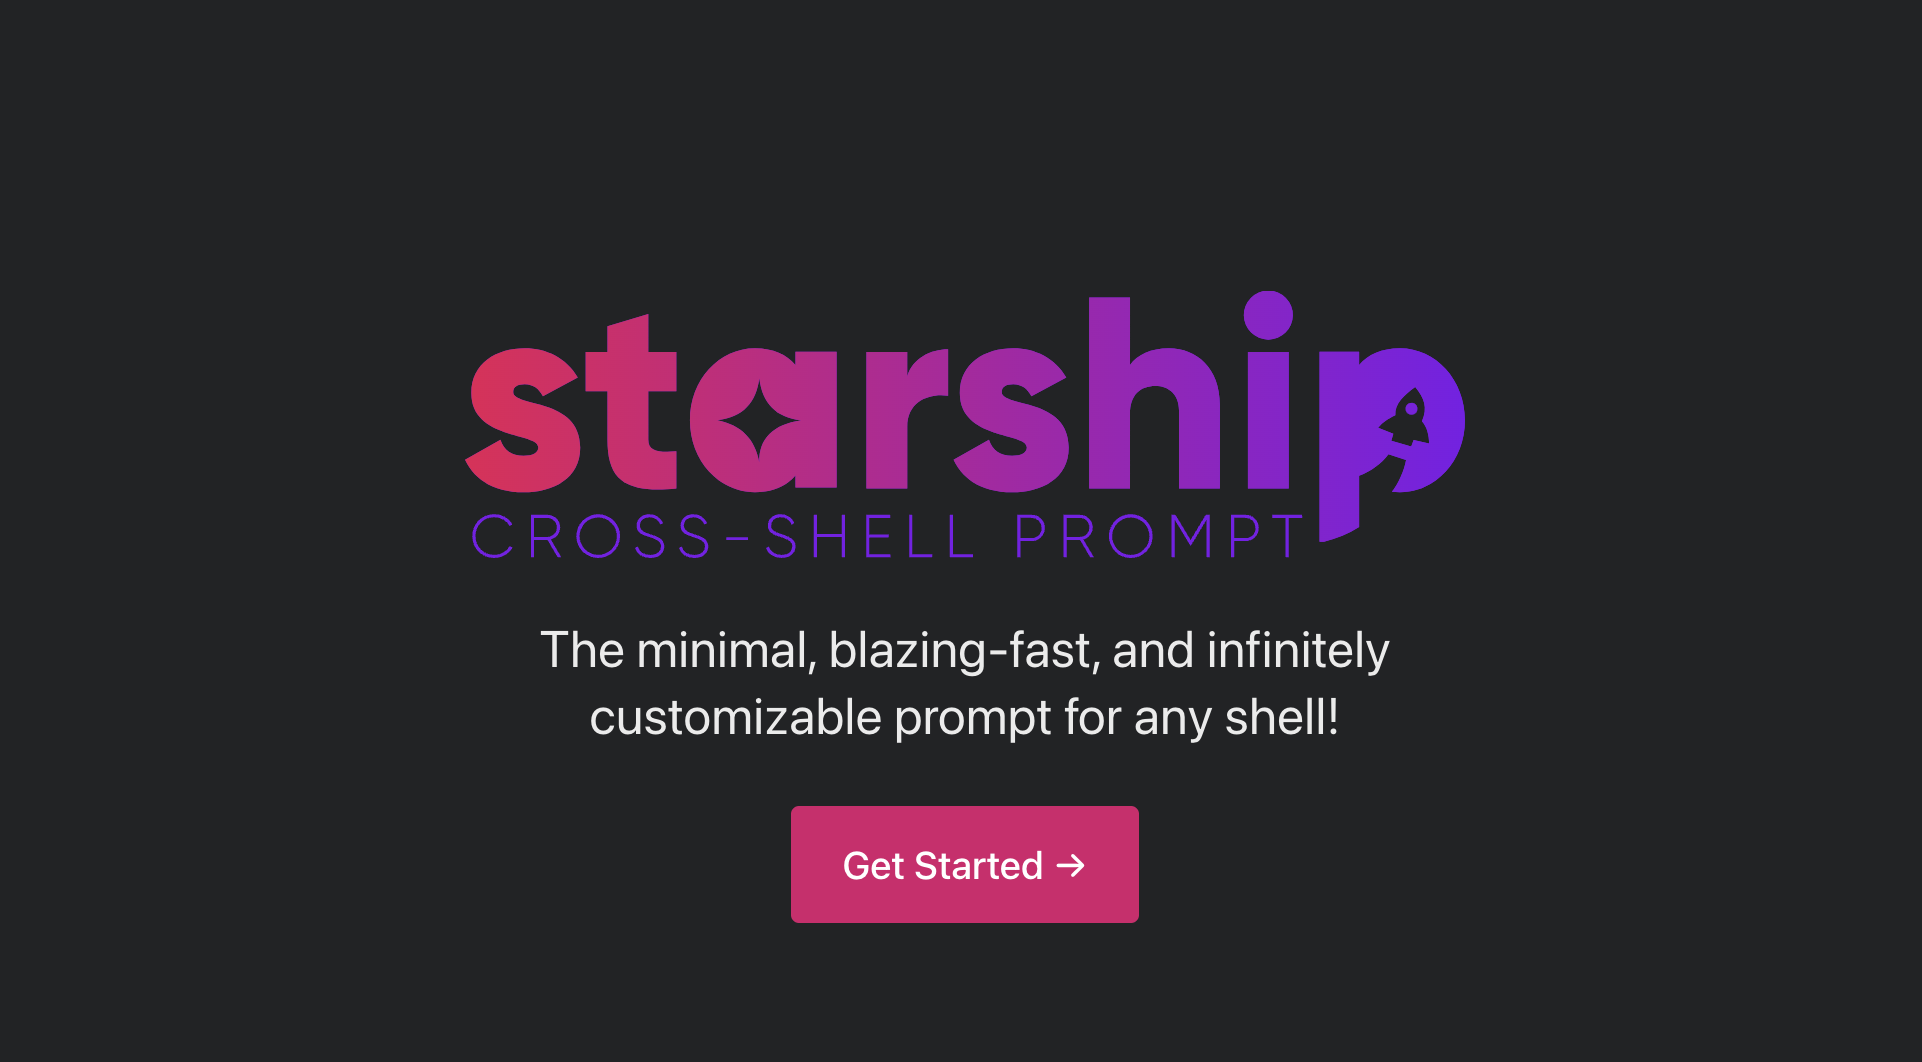 starship
CROSS-SHELL PROMPT
The minimal, blazing-fast, and infinitely
customizable prompt for any shell!
Get Started →